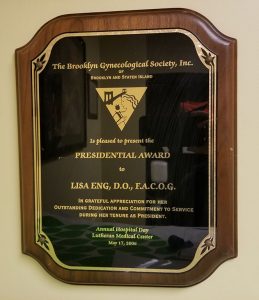 The Brooklyn Gynecological Society, Inc.
OF
BROOKLYN AND STATEN ISLAND
Is pleased to present the
PRESIDENTIAL AWARD
to
LISA ENG, D.O., F.A.C.O.G.
IN GRATEFUL APPRECIATION FOR HER
OUTSTANDING DEDICATION AND COMMITMENT TO SERVICE
DURING HER TENURE AS PRESIDENT.
Annual Hospital Day
Lutheran Medical Center
May 17, 2006